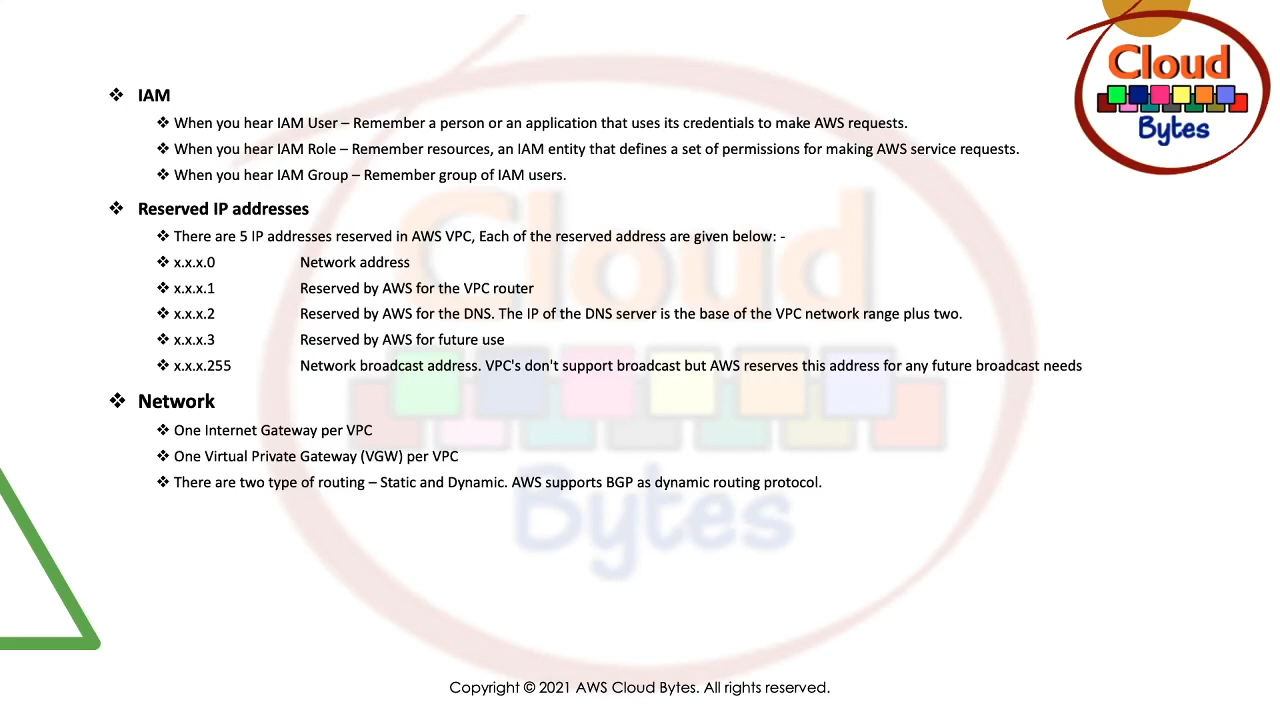 Cloud
Bytes
❖ IAM
❖ When you hear IAM User – Remember a person or an application that uses its credentials to make AWS requests.
❖ When you hear IAM Role – Remember resources, an IAM entity that defines a set of permissions for making AWS service requests.
❖ When you hear IAM Group – Remember group of IAM users.
❖ Reserved IP addresses
❖ There are 5 IP addresses reserved in AWS VPC, Each of the reserved address are given below: -
❖ x.x.x.0 Network address
❖ x.x.x.1 Reserved by AWS for the VPC router
❖ x.x.x.2 Reserved by AWS for the DNS. The IP of the DNS server is the base of the VPC network range plus two.
❖ x.x.x.3 Reserved by AWS for future use
❖ x.x.x.255 Network broadcast address. VPC's don't support broadcast but AWS reserves this address for any future broadcast needs
❖ Network
❖ One Internet Gateway per VPC
❖ One Virtual Private Gateway (VGW) per VPC
❖ There are two type of routing – Static and Dynamic. AWS supports BGP as dynamic routing protocol.
Cloud
Bytes
Copyright © 2021 AWS Cloud Bytes. All rights reserved.